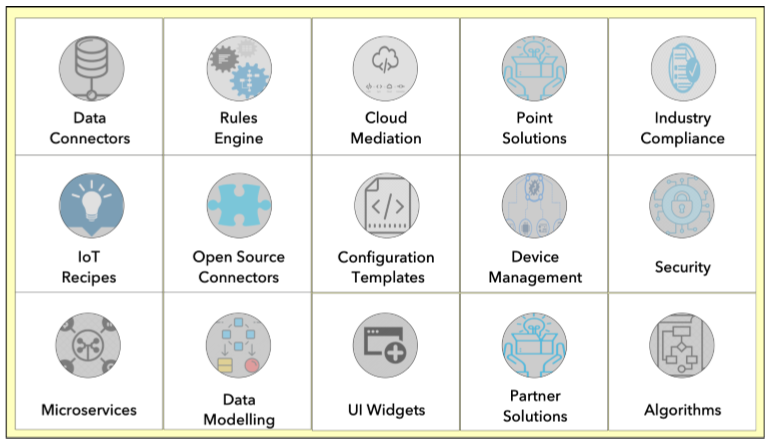 Data
Connectors
Rules
Engine
Cloud
Mediation
Point
Solutions
Industry
Compliance
IoT
Recipes
Open Source
Connectors
Configuration
Templates
Device
Management
Security
Microservices
Data
Modelling
UI Widgets
Partner
Solutions
Algorithms